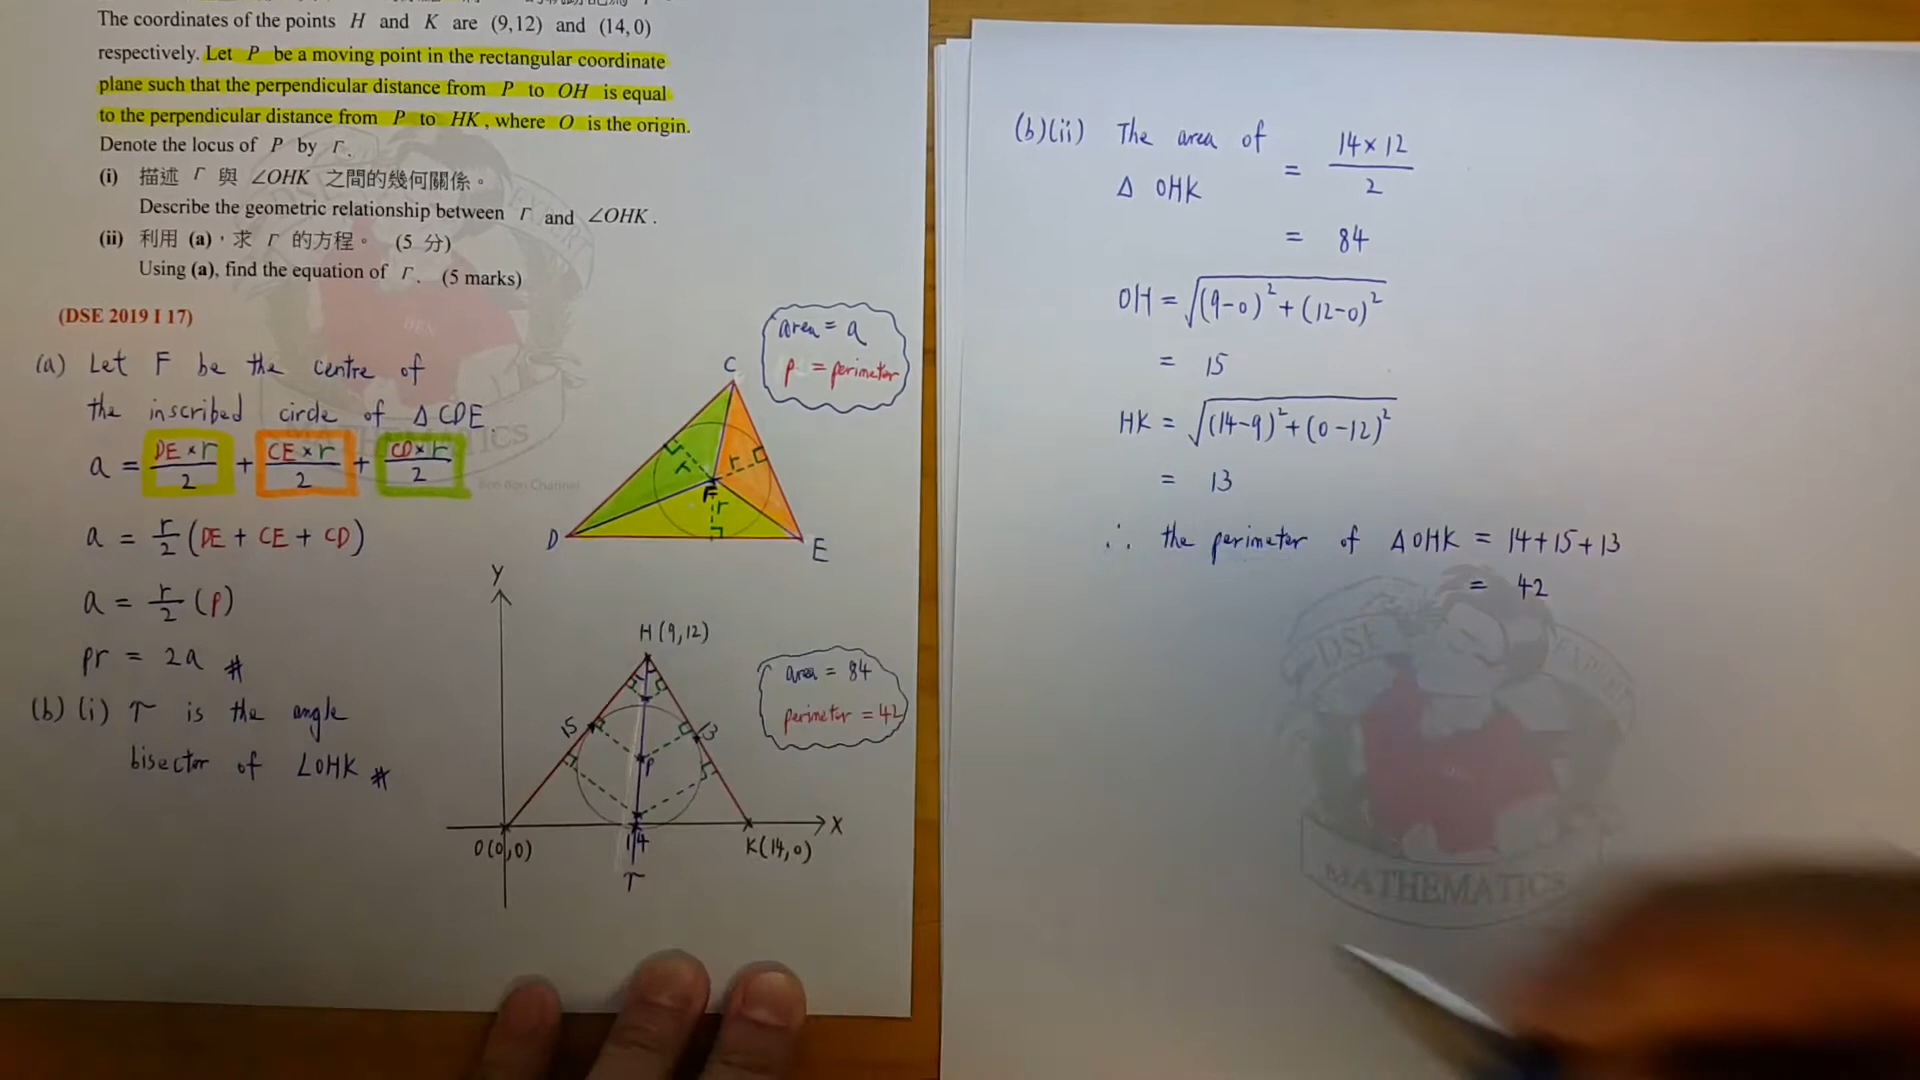 The coordinates of the points H and K are (9,12) and (14,0)
respectively. Let P be a moving point in the rectangular coordinate
plane such that the perpendicular distance from P to OH is equal
to the perpendicular distance from P to HK, where O is the origin.
Denote the locus of P by Γ.
(i) 描述 Γ 與 ∠OHK 之間的幾何關係。
Describe the geometric relationship between Γ and ∠OHK.
(ii) 利用 (a),求 Γ 的方程。 (5 分)
Using (a), find the equation of Γ. (5 marks)
(DSE 2019 I 17)
(a) Let F be the centre of
the inscribed circle of Δ CDE.
a = DE×r/2 + CE×r/2 + CD×r/2
a = r/2 (DE + CE + CD)
a = r/2 (p)
pr = 2a #
(b) (i) Γ is the angle
bisector of ∠OHK #
area = a
p = perimeter
C
r r
F
r
D
E
y
H (9,12)
area = 84
perimeter = 42
15
13
P
X
O(0,0)
14
K(14,0)
Γ
(b)(ii) The area of Δ OHK = 14×12/2
= 84
OH = √((9-0)²+(12-0)²)
= 15
HK = √((14-9)²+(0-12)²)
= 13
∴ the perimeter of Δ OHK = 14+15+13
= 42
DSE EXPERT
MATHEMATICS
DSE EXPERT
MATHEMATICS